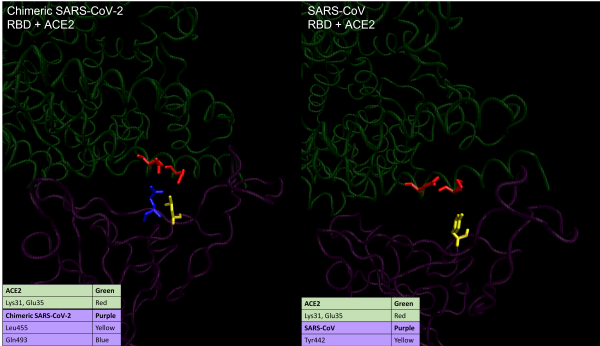 Chimeric SARS-CoV-2
RBD + ACE2
ACE2 Green
Lys31, Glu35 Red
Chimeric SARS-CoV-2 Purple
Leu455 Yellow
Gln493 Blue
SARS-CoV
RBD + ACE2
ACE2 Green
Lys31, Glu35 Red
SARS-CoV Purple
Tyr442 Yellow